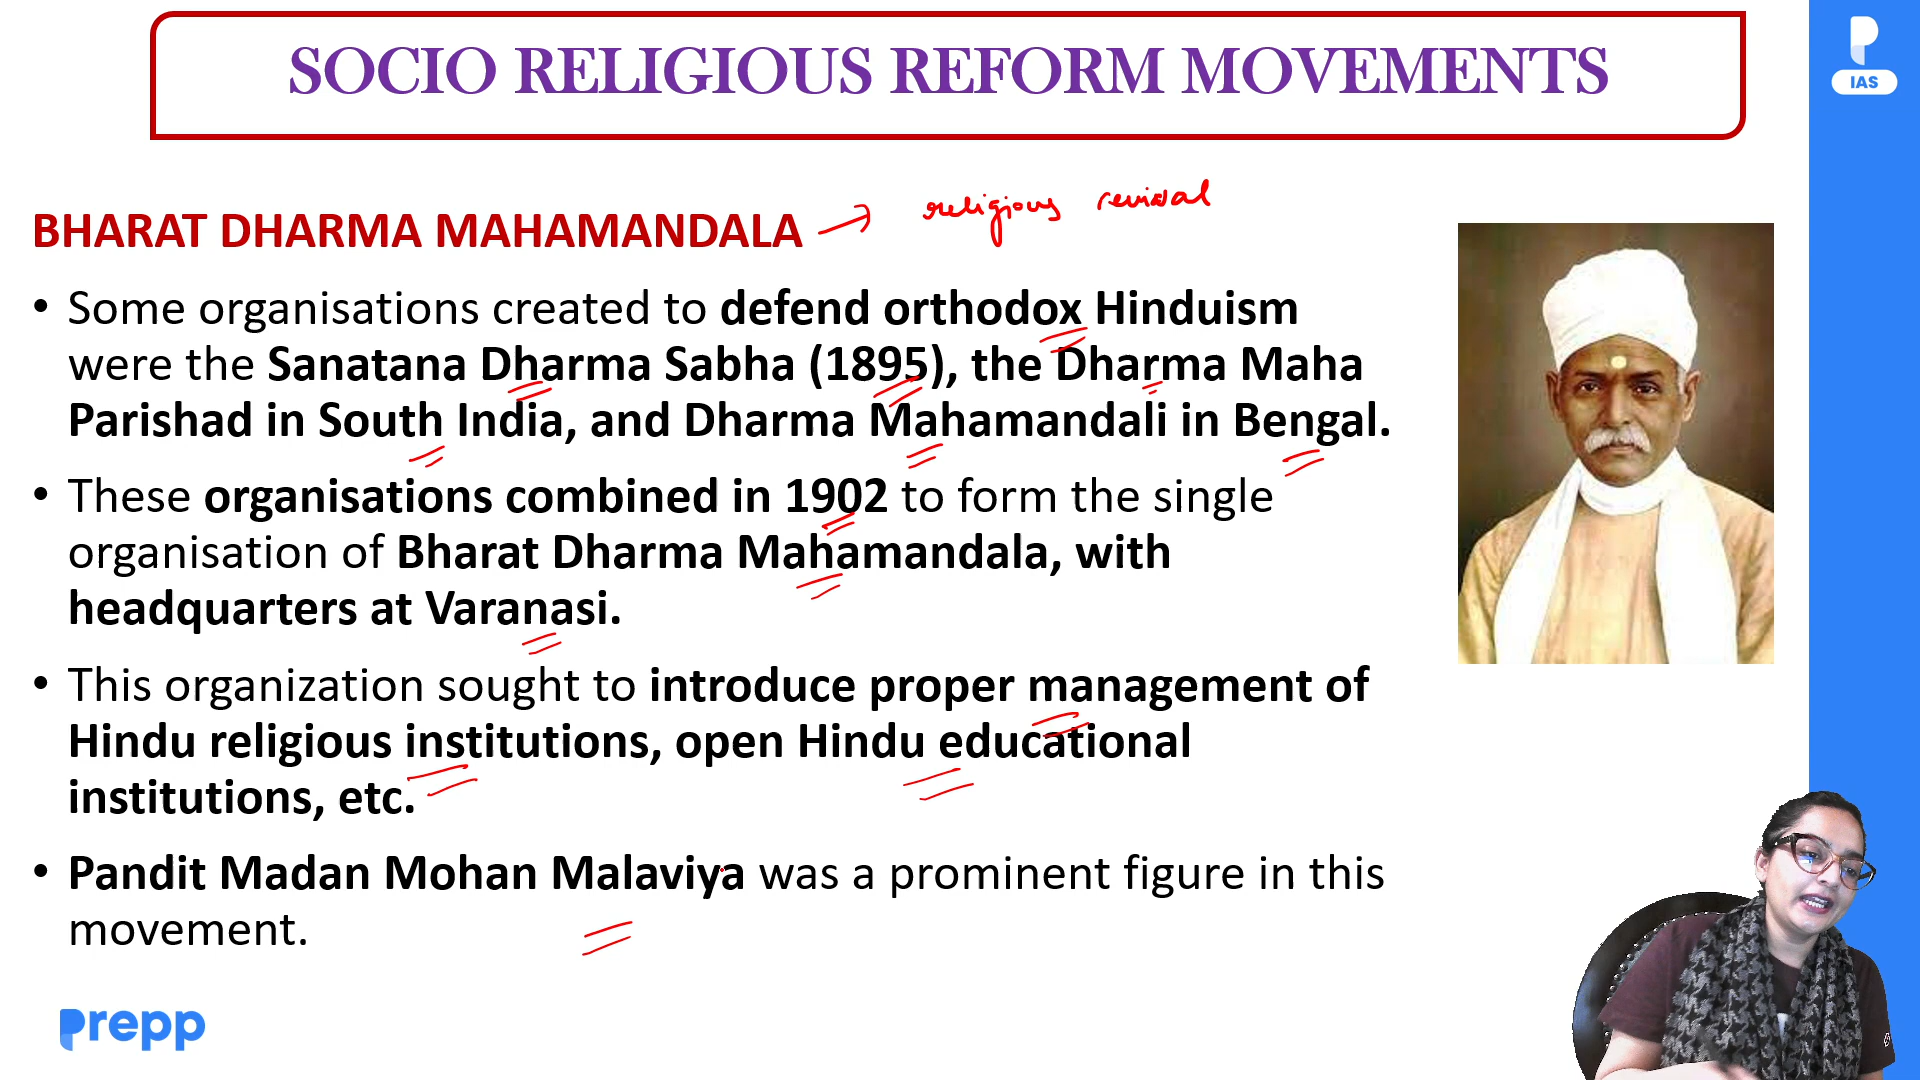 SOCIO RELIGIOUS REFORM MOVEMENTS
IAS
BHARAT DHARMA MAHAMANDALA → religious revival
• Some organisations created to defend orthodox Hinduism
were the Sanatana Dharma Sabha (1895), the Dharma Maha
Parishad in South India, and Dharma Mahamandali in Bengal.
• These organisations combined in 1902 to form the single
organisation of Bharat Dharma Mahamandala, with
headquarters at Varanasi.
• This organization sought to introduce proper management of
Hindu religious institutions, open Hindu educational
institutions, etc.
• Pandit Madan Mohan Malaviya was a prominent figure in this
movement.
prepp